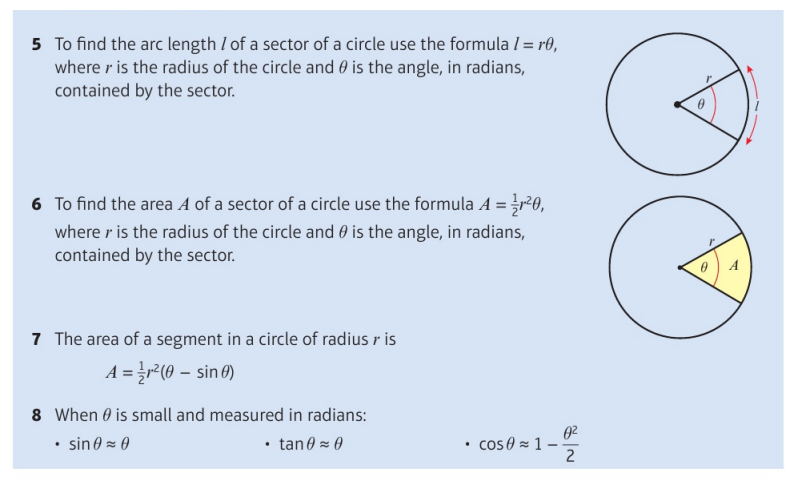 5 To find the arc length l of a sector of a circle use the formula l = rθ,
where r is the radius of the circle and θ is the angle, in radians,
contained by the sector.
r
θ
l
6 To find the area A of a sector of a circle use the formula A = ½r²θ,
where r is the radius of the circle and θ is the angle, in radians,
contained by the sector.
r
θ A
7 The area of a segment in a circle of radius r is
A = ½r²(θ – sin θ)
8 When θ is small and measured in radians:
• sin θ ≈ θ • tan θ ≈ θ • cos θ ≈ 1 – θ²/2